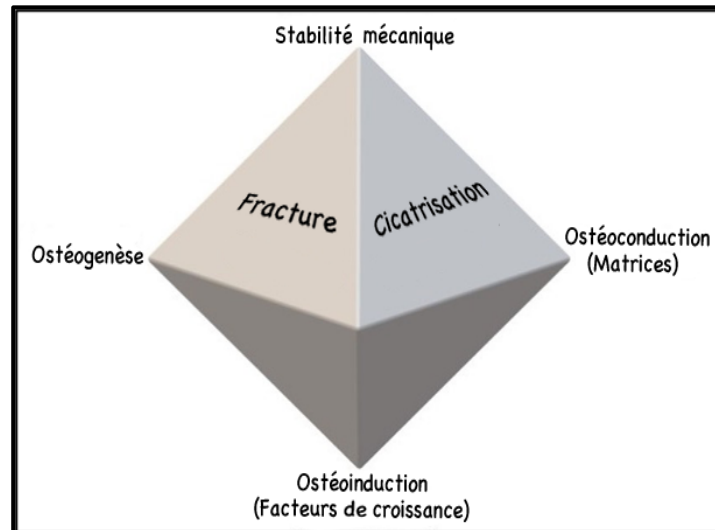 Stabilité mécanique
Fracture
Cicatrisation
Ostéogenèse
Ostéoconduction
(Matrices)
Ostéoinduction
(Facteurs de croissance)